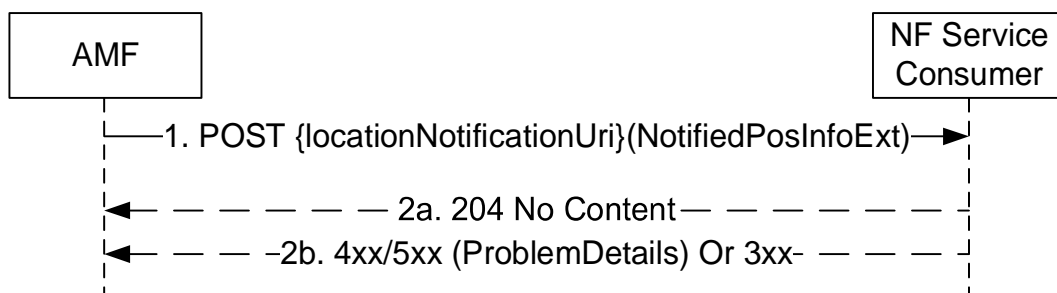 AMF
NF Service
Consumer
1. POST {locationNotificationUri}(NotifiedPosInfoExt)
2a. 204 No Content
2b. 4xx/5xx (ProblemDetails) Or 3xx